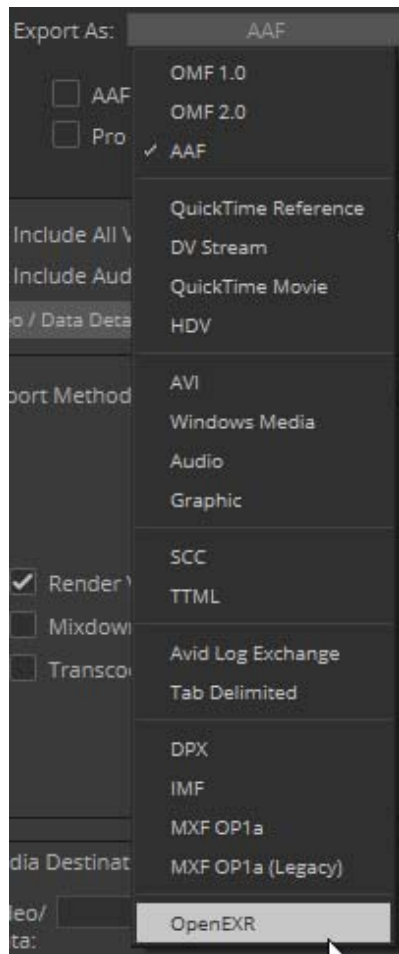 Export As: AAF
OMF 1.0
AAF
OMF 2.0
Pro
✓ AAF
QuickTime Reference
Include All
DV Stream
Include Aud
QuickTime Movie
/ Data Deta
HDV
AVI
Method
Windows Media
Audio
Graphic
SCC
Render
TTML
Mixdow
Avid Log Exchange
Transco
Tab Delimited
DPX
IMF
MXF OP1a
dia Destinat
MXF OP1a (Legacy)
eo/
OpenEXR
ta: